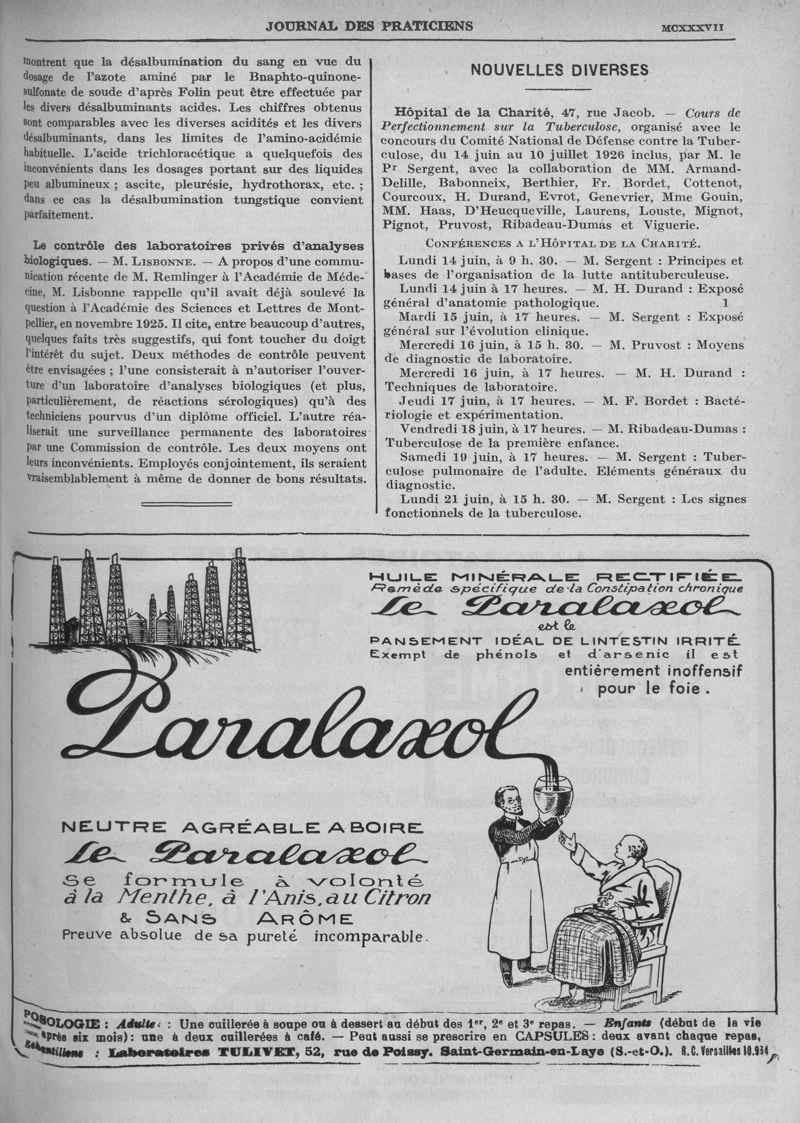 JOURNAL DES PRATICIENS
MCXXXVII
montrent que la désalbumination du sang en vue du
dosage de l'azote aminé par le Bnaphto-quinone-
sulfonate de soude d'après Folin peut être effectuée par
les divers désalbuminants acides. Les chiffres obtenus
sont comparables avec les diverses acidités et les divers
désalbuminants, dans les limites de l'amino-acidémie
habituelle. L'acide trichloracétique a quelquefois des
inconvénients dans les dosages portant sur des liquides
peu albumineux ; ascite, pleurésie, hydrothorax, etc. ;
dans ce cas la désalbumination tungstique convient
parfaitement.
Le contrôle des laboratoires privés d'analyses
biologiques. — M. LISBONNE. — A propos d'une commu-
nication récente de M. Remlinger à l'Académie de Méde-
cine, M. Lisbonne rappelle qu'il avait déjà soulevé la
question à l'Académie des Sciences et Lettres de Mont-
pellier, en novembre 1925. Il cite, entre beaucoup d'autres,
quelques faits très suggestifs, qui font toucher du doigt
l'intérêt du sujet. Deux méthodes de contrôle peuvent
être envisagées ; l'une consisterait à n'autoriser l'ouver-
ture d'un laboratoire d'analyses biologiques (et plus,
particulièrement, de réactions sérologiques) qu'à des
techniciens pourvus d'un diplôme officiel. L'autre réa-
liserait une surveillance permanente des laboratoires
par une Commission de contrôle. Les deux moyens ont
leurs inconvénients. Employés conjointement, ils seraient
vraisemblablement à même de donner de bons résultats.
NOUVELLES DIVERSES
Hôpital de la Charité, 47, rue Jacob. — Cours de
Perfectionnement sur la Tuberculose, organisé avec le
concours du Comité National de Défense contre la Tuber-
culose, du 14 juin au 10 juillet 1926 inclus, par M. le
Pr Sergent, avec la collaboration de MM. Armand-
Delille, Babonneix, Berthier, Fr. Bordet, Cottenot,
Courcoux, H. Durand, Evrot, Genevrier, Mme Gouin,
MM. Haas, D'Heucqueville, Laurens, Louste, Mignot,
Pignot, Pruvost, Ribadeau-Dumas et Viguerie.
CONFÉRENCES A L'HÔPITAL DE LA CHARITÉ.
Lundi 14 juin, à 9 h. 30. — M. Sergent : Principes et
bases de l'organisation de la lutte antituberculeuse.
Lundi 14 juin à 17 heures. — M. H. Durand : Exposé
général d'anatomie pathologique. 1
Mardi 15 juin, à 17 heures. — M. Sergent : Exposé
général sur l'évolution clinique.
Mercredi 16 juin, à 15 h. 30. — M. Pruvost : Moyens
de diagnostic de laboratoire.
Mercredi 16 juin, à 17 heures. — M. H. Durand :
Techniques de laboratoire.
Jeudi 17 juin, à 17 heures. — M. F. Bordet : Bacté-
riologie et expérimentation.
Vendredi 18 juin, à 17 heures. — M. Ribadeau-Dumas :
Tuberculose de la première enfance.
Samedi 19 juin, à 17 heures. — M. Sergent : Tuber-
culose pulmonaire de l'adulte. Eléments généraux du
diagnostic.
Lundi 21 juin, à 15 h. 30. — M. Sergent : Les signes
fonctionnels de la tuberculose.
HUILE MINÉRALE RECTIFIÉE
Remède spécifique de la Constipation chronique
Le Paralaxol
est le
PANSEMENT IDÉAL DE L'INTESTIN IRRITÉ
Exempt de phénols et d'arsenic il est
entièrement inoffensif
pour le foie.
Paralaxol
NEUTRE AGRÉABLE A BOIRE
Le Paralaxol
Se formule à volonté
à la Menthe, à l'Anis, au Citron
& SANS ARÔME
Preuve absolue de sa pureté incomparable.
POSOLOGIE : Adulte : Une cuillerée à soupe ou à dessert au début des 1er, 2e et 3e repas. — Enfants (début de la vie
après six mois) : une à deux cuillerées à café. — Peut aussi se prescrire en CAPSULES : deux avant chaque repas,
Echantillons : Laboratoires TULIVET, 52, rue de Poissy. Saint-Germain-en-Laye (S.-et-O.). R.C. Versailles 10.934